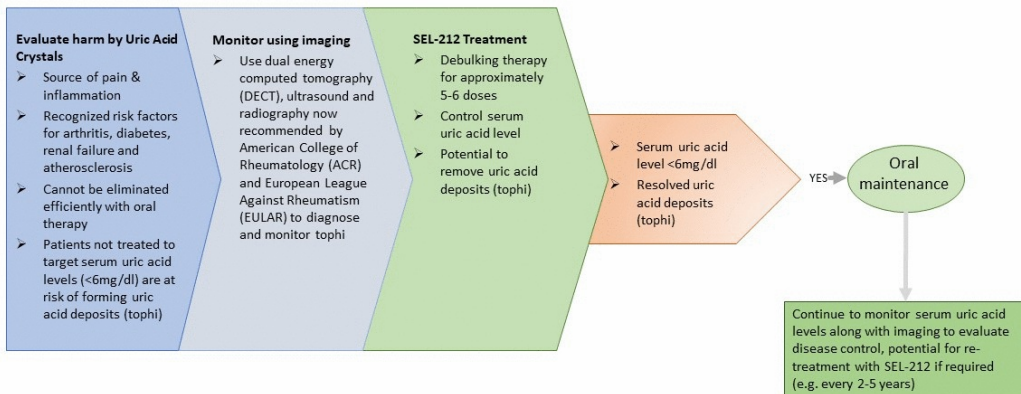 Evaluate harm by Uric Acid
Crystals
➤ Source of pain &
inflammation
➤ Recognized risk factors
for arthritis, diabetes,
renal failure and
atherosclerosis
➤ Cannot be eliminated
efficiently with oral
therapy
➤ Patients not treated to
target serum uric acid
levels (<6mg/dl) are at
risk of forming uric
acid deposits (tophi)
Monitor using imaging
➤ Use dual energy
computed tomography
(DECT), ultrasound and
radiography now
recommended by
American College of
Rheumatology (ACR)
and European League
Against Rheumatism
(EULAR) to diagnose
and monitor tophi
SEL-212 Treatment
➤ Debulking therapy
for approximately
5-6 doses
➤ Control serum
uric acid level
➤ Potential to
remove uric acid
deposits (tophi)
➤ Serum uric acid
level <6mg/dl
➤ Resolved uric
acid deposits
(tophi)
YES
Oral
maintenance
Continue to monitor serum uric acid
levels along with imaging to evaluate
disease control, potential for re-
treatment with SEL-212 if required
(e.g. every 2-5 years)